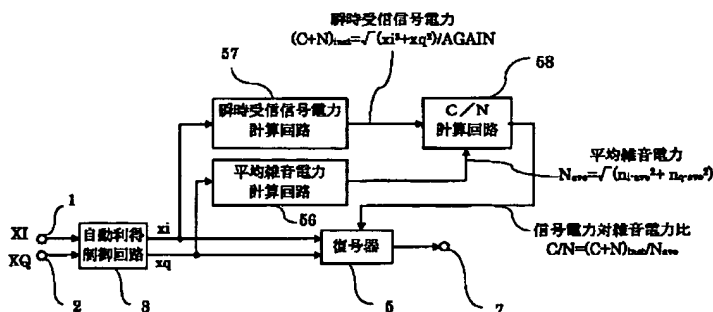 瞬時受信信号電力
(C+N)inst=√(xi²+xq²)/AGAIN
57
58
瞬時受信信号電力
計算回路
C/N
計算回路
平均雑音電力
計算回路
平均雑音電力
Nave=√(ni-ave²+nq-ave²)
56
1
XI
XQ
2
自動利得
制御回路
3
xi
xq
復号器
5
7
信号電力対雑音電力比
C/N=(C+N)inst/Nave